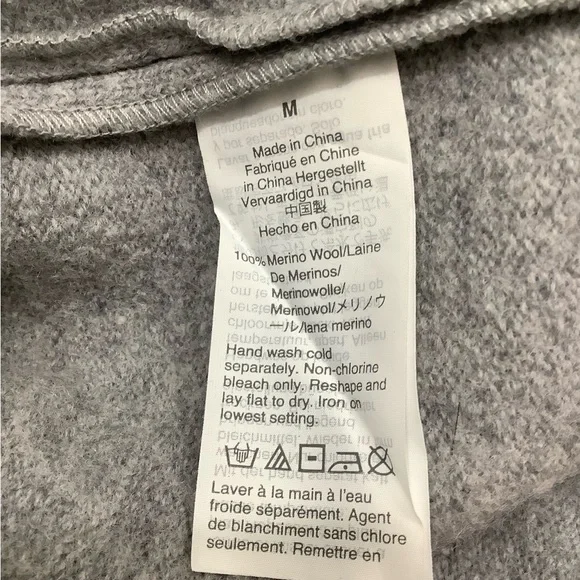 M
Made in China
Fabriqué en Chine
in China Hergestellt
Vervaardigd in China
中国製
Hecho en China
100% Merino Wool/Laine
De Merinos/
Merinowolle/
Merinowol/メリノウ
ール/lana merino
Hand wash cold
separately. Non-chlorine
bleach only. Reshape and
lay flat to dry. Iron on
lowest setting.
Laver à la main à l'eau
froide séparément. Agent
de blanchiment sans chlore
seulement. Remettre en